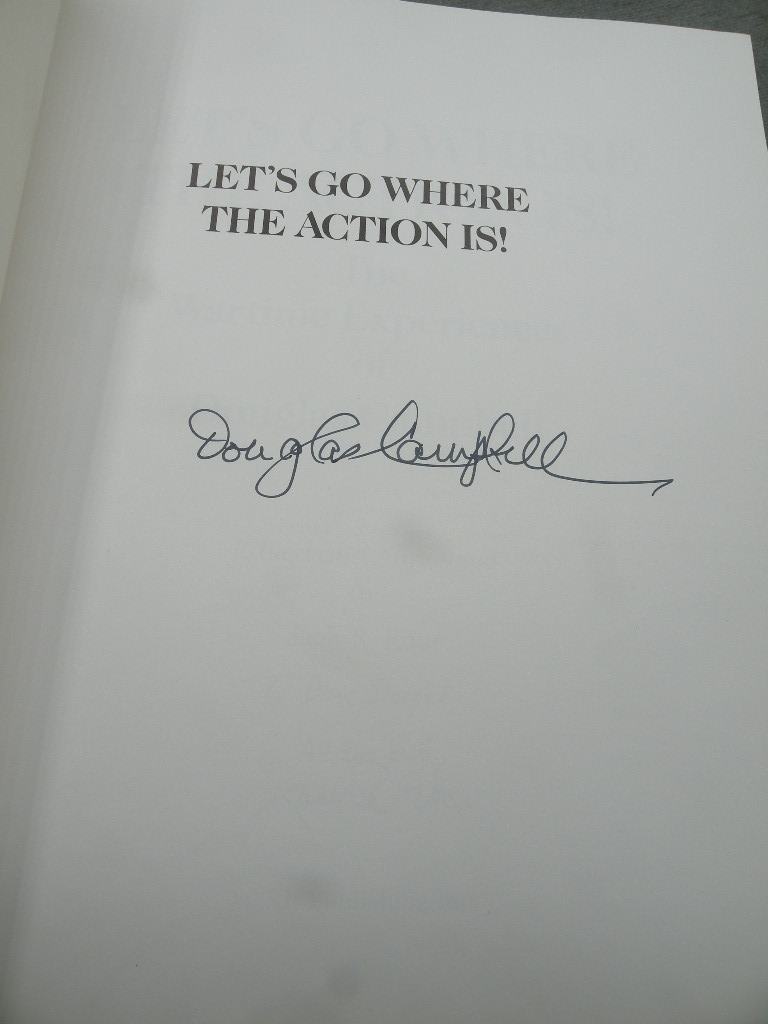 LET'S GO WHERE
THE ACTION IS!
Douglas Campbell